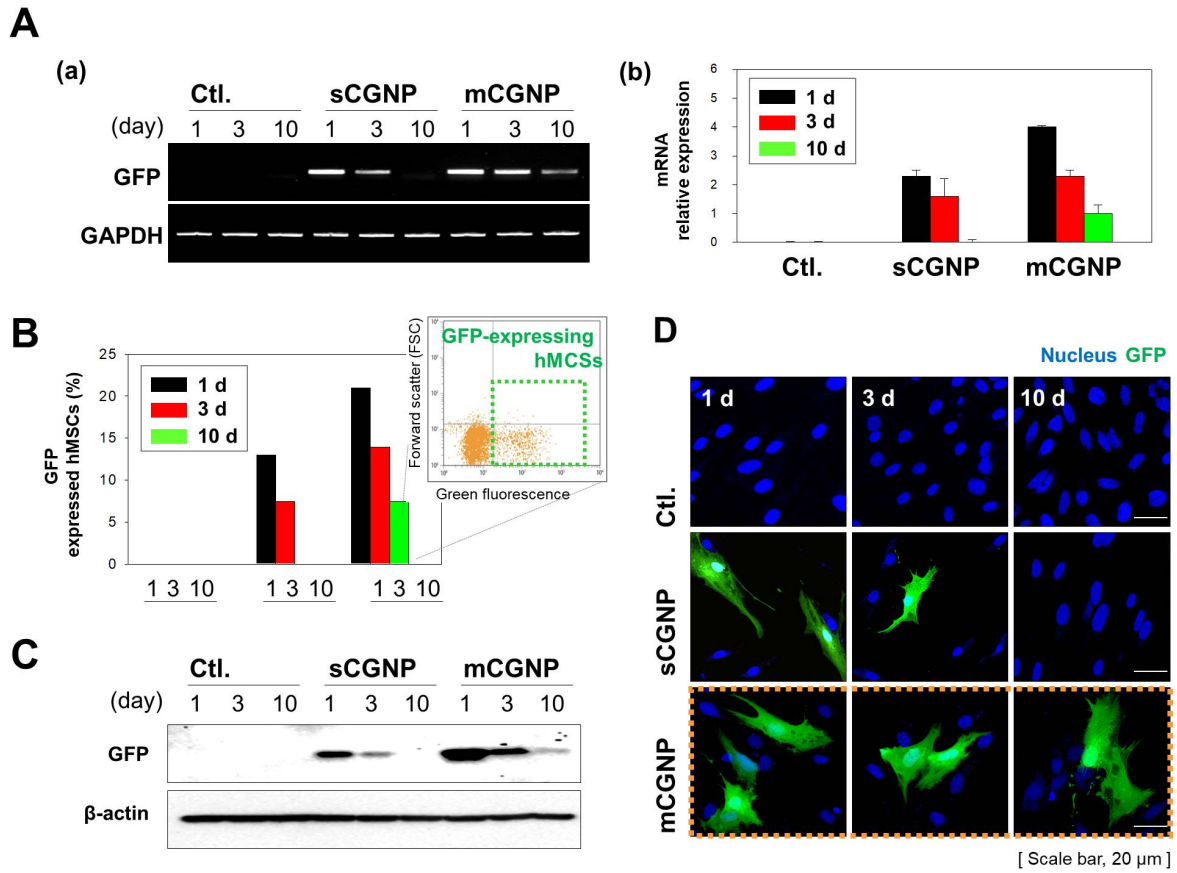 A
(a)
Ctl. sCGNP mCGNP
(day) 1 3 10 1 3 10 1 3 10
GFP
GAPDH
(b)
mRNA
relative expression
6
5
4
3
2
1
0
1 d
3 d
10 d
Ctl. sCGNP mCGNP
B
GFP
expressed hMSCs (%)
25
20
15
10
5
0
1 d
3 d
10 d
1 3 10 1 3 10 1 3 10
Forward scatter (FSC)
GFP-expressing
hMCSs
Green fluorescence
C
Ctl. sCGNP mCGNP
(day) 1 3 10 1 3 10 1 3 10
GFP
β-actin
D
Nucleus GFP
1 d 3 d 10 d
Ctl.
sCGNP
mCGNP
[ Scale bar, 20 μm ]